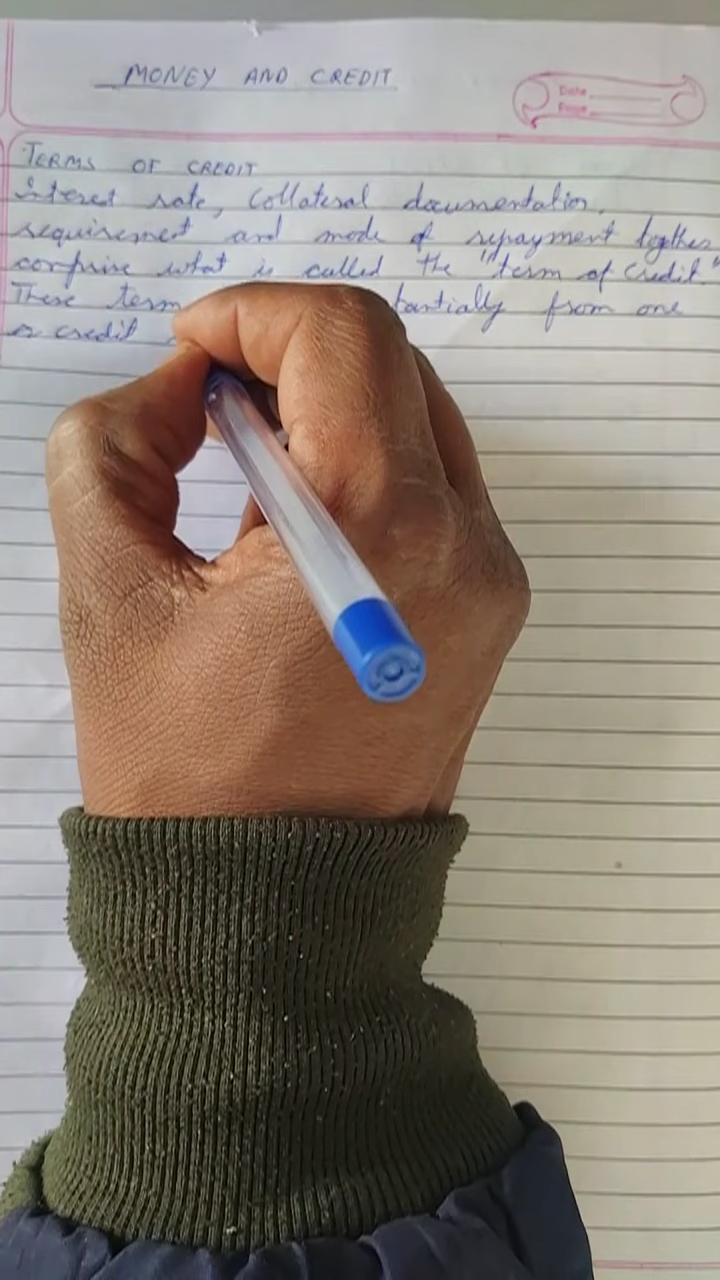 MONEY AND CREDIT
Date
Page
TERMS OF CREDIT
Interest rate, Collateral documentation,
requirement and mode of repayment together
comprise what is called the "term of Credit."
These term tantially from one
credit